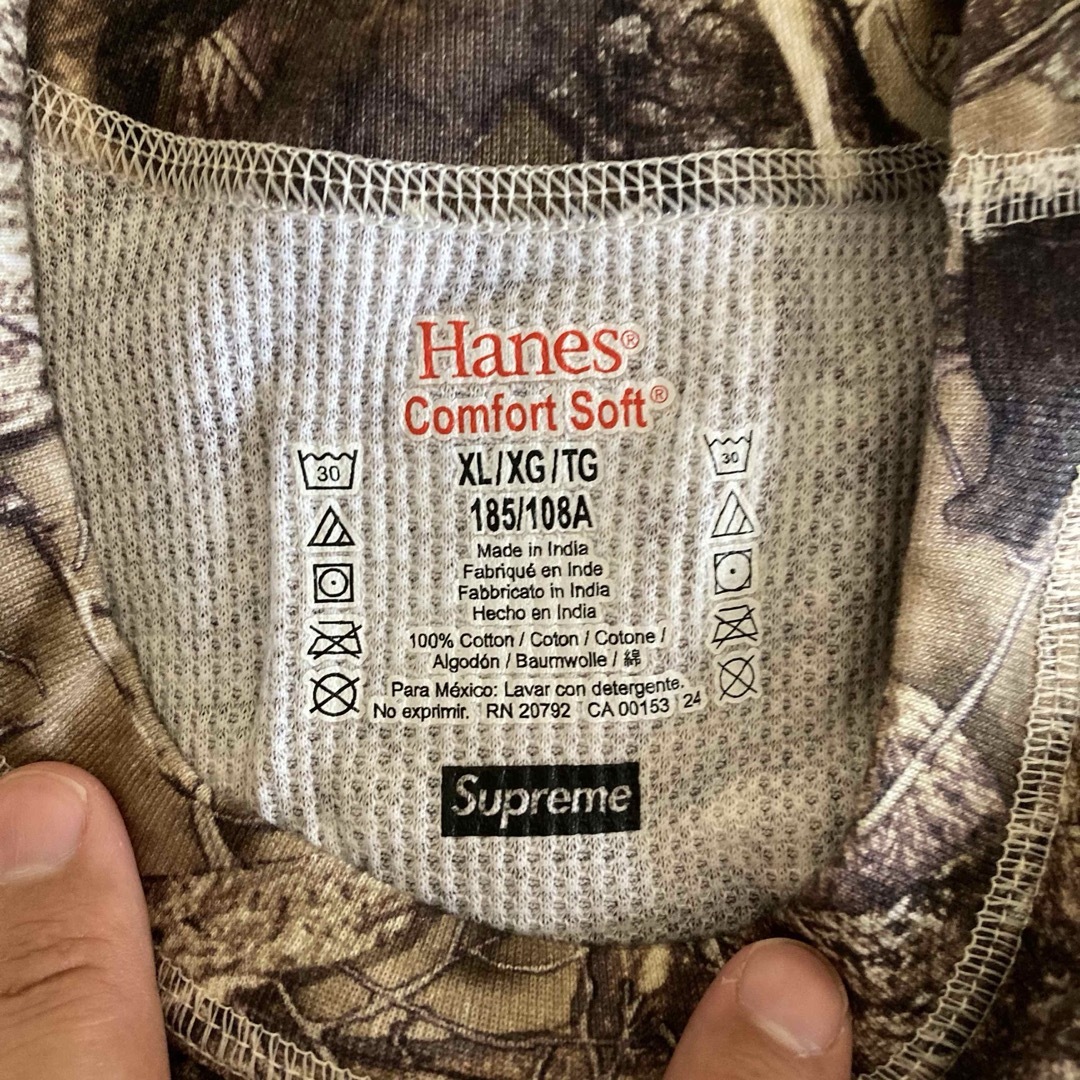 Hanes®
Comfort Soft®
30 XL/XG/TG 30
185/108A
Made in India
Fabriqué en Inde
Fabbricato in India
Hecho en India
100% Cotton / Coton / Cotone /
Algodón / Baumwolle / 綿
Para México: Lavar con detergente.
No exprimir. RN 20792 CA 00153 24
Supreme